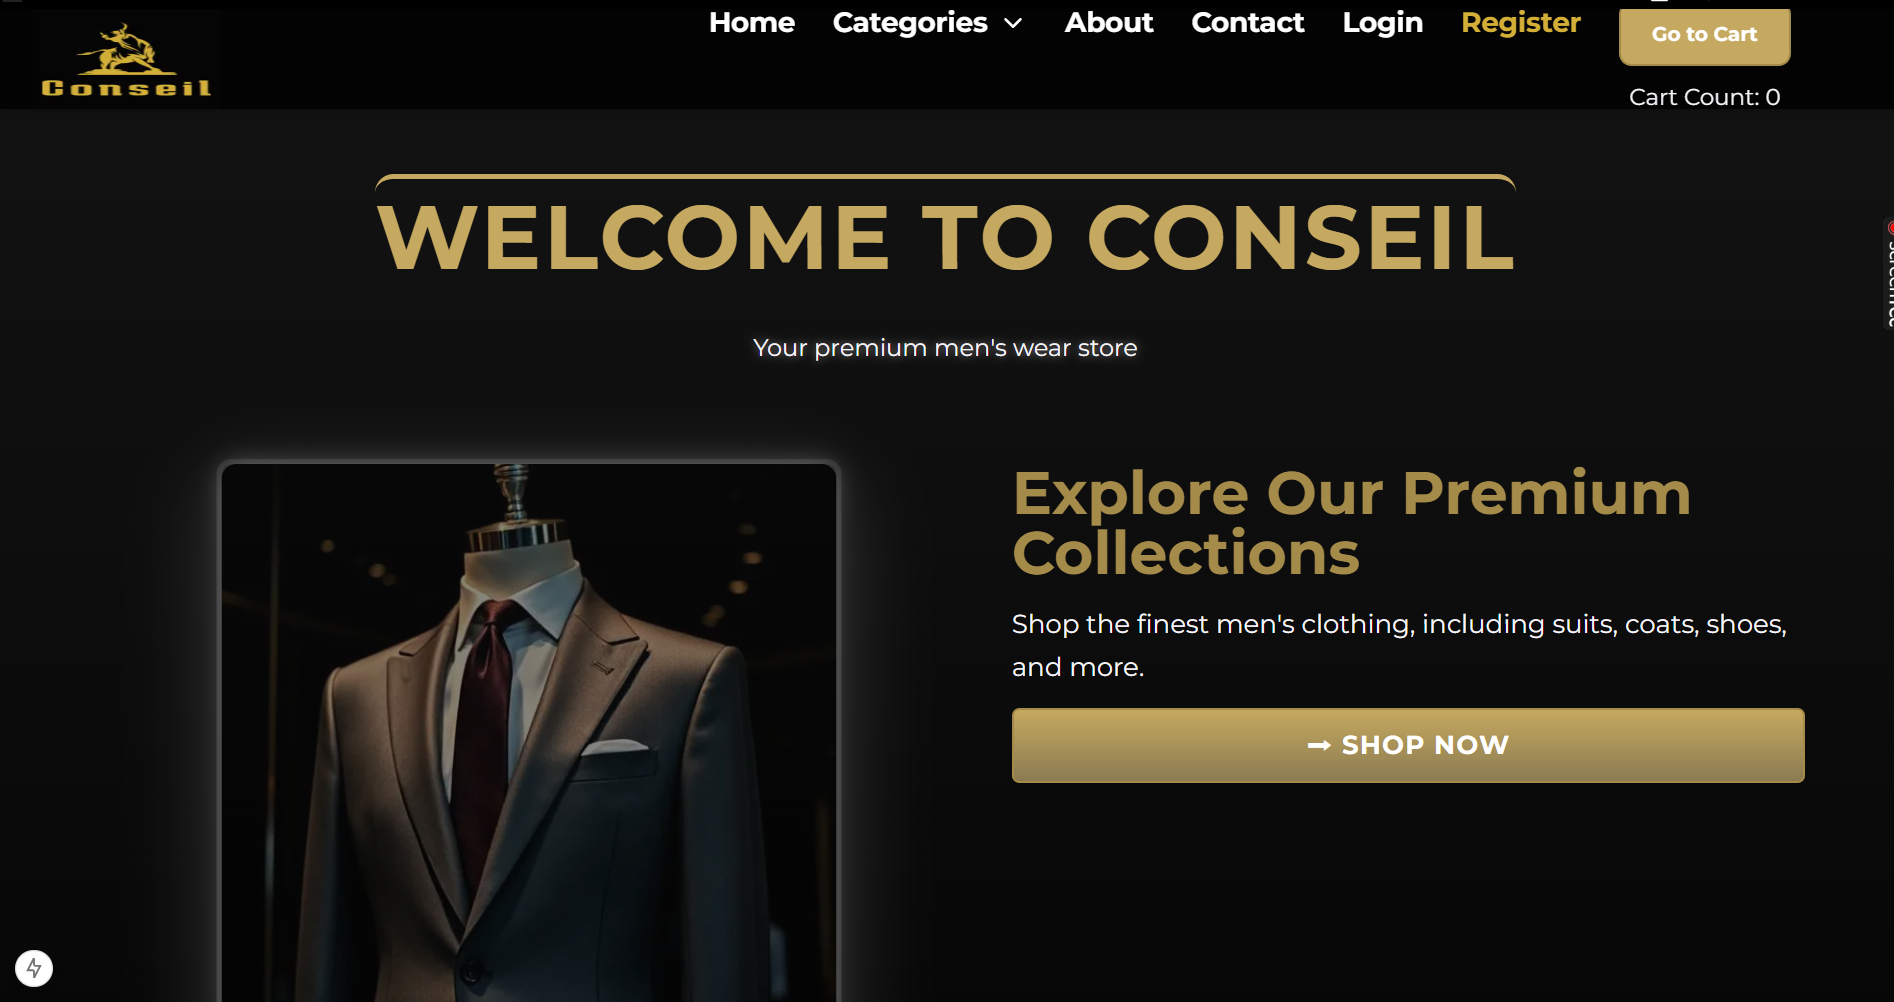 Conseil
Home Categories About Contact Login Register Go to Cart
Cart Count: 0
WELCOME TO CONSEIL
Your premium men's wear store
Explore Our Premium
Collections
Shop the finest men's clothing, including suits, coats, shoes,
and more.
➞ SHOP NOW